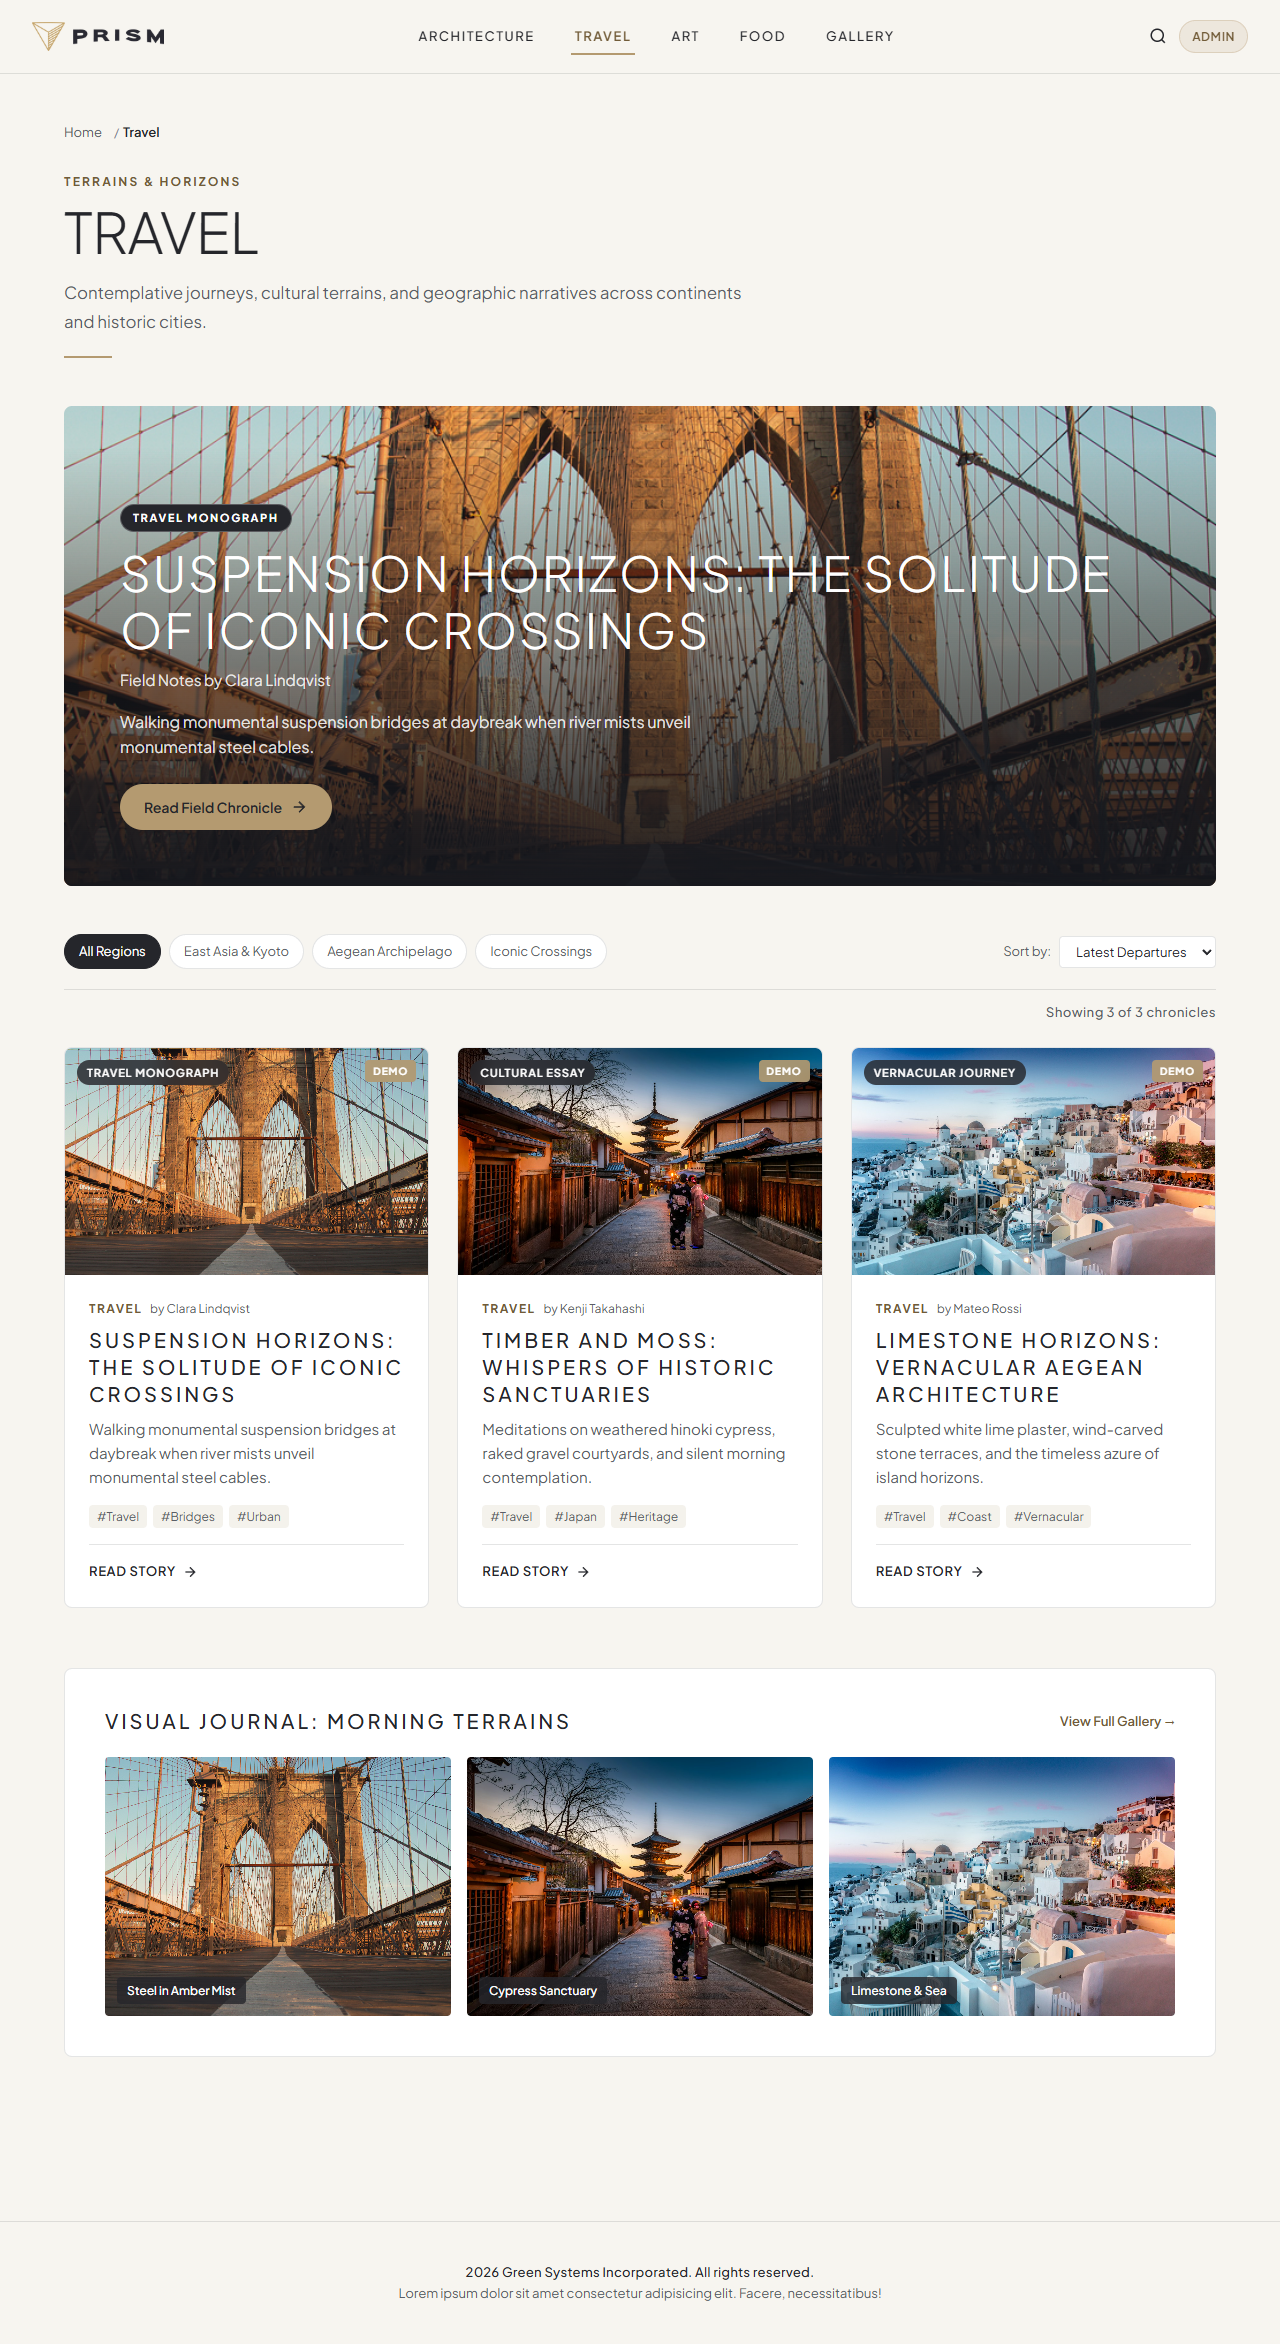 PRISM
ARCHITECTURE
TRAVEL
ART
FOOD
GALLERY
ADMIN
Home / Travel
TERRAINS & HORIZONS
TRAVEL
Contemplative journeys, cultural terrains, and geographic narratives across continents
and historic cities.
TRAVEL MONOGRAPH
SUSPENSION HORIZONS: THE SOLITUDE
OF ICONIC CROSSINGS
Field Notes by Clara Lindqvist
Walking monumental suspension bridges at daybreak when river mists unveil
monumental steel cables.
Read Field Chronicle →
All Regions
East Asia & Kyoto
Aegean Archipelago
Iconic Crossings
Sort by:
Latest Departures
Showing 3 of 3 chronicles
TRAVEL MONOGRAPH
DEMO
TRAVEL by Clara Lindqvist
SUSPENSION HORIZONS:
THE SOLITUDE OF ICONIC
CROSSINGS
Walking monumental suspension bridges at
daybreak when river mists unveil
monumental steel cables.
#Travel
#Bridges
#Urban
READ STORY →
CULTURAL ESSAY
DEMO
TRAVEL by Kenji Takahashi
TIMBER AND MOSS:
WHISPERS OF HISTORIC
SANCTUARIES
Meditations on weathered hinoki cypress,
raked gravel courtyards, and silent morning
contemplation.
#Travel
#Japan
#Heritage
READ STORY →
VERNACULAR JOURNEY
DEMO
TRAVEL by Mateo Rossi
LIMESTONE HORIZONS:
VERNACULAR AEGEAN
ARCHITECTURE
Sculpted white lime plaster, wind-carved
stone terraces, and the timeless azure of
island horizons.
#Travel
#Coast
#Vernacular
READ STORY →
VISUAL JOURNAL: MORNING TERRAINS
View Full Gallery →
Steel in Amber Mist
Cypress Sanctuary
Limestone & Sea
2026 Green Systems Incorporated. All rights reserved.
Lorem ipsum dolor sit amet consectetur adipisicing elit. Facere, necessitatibus!